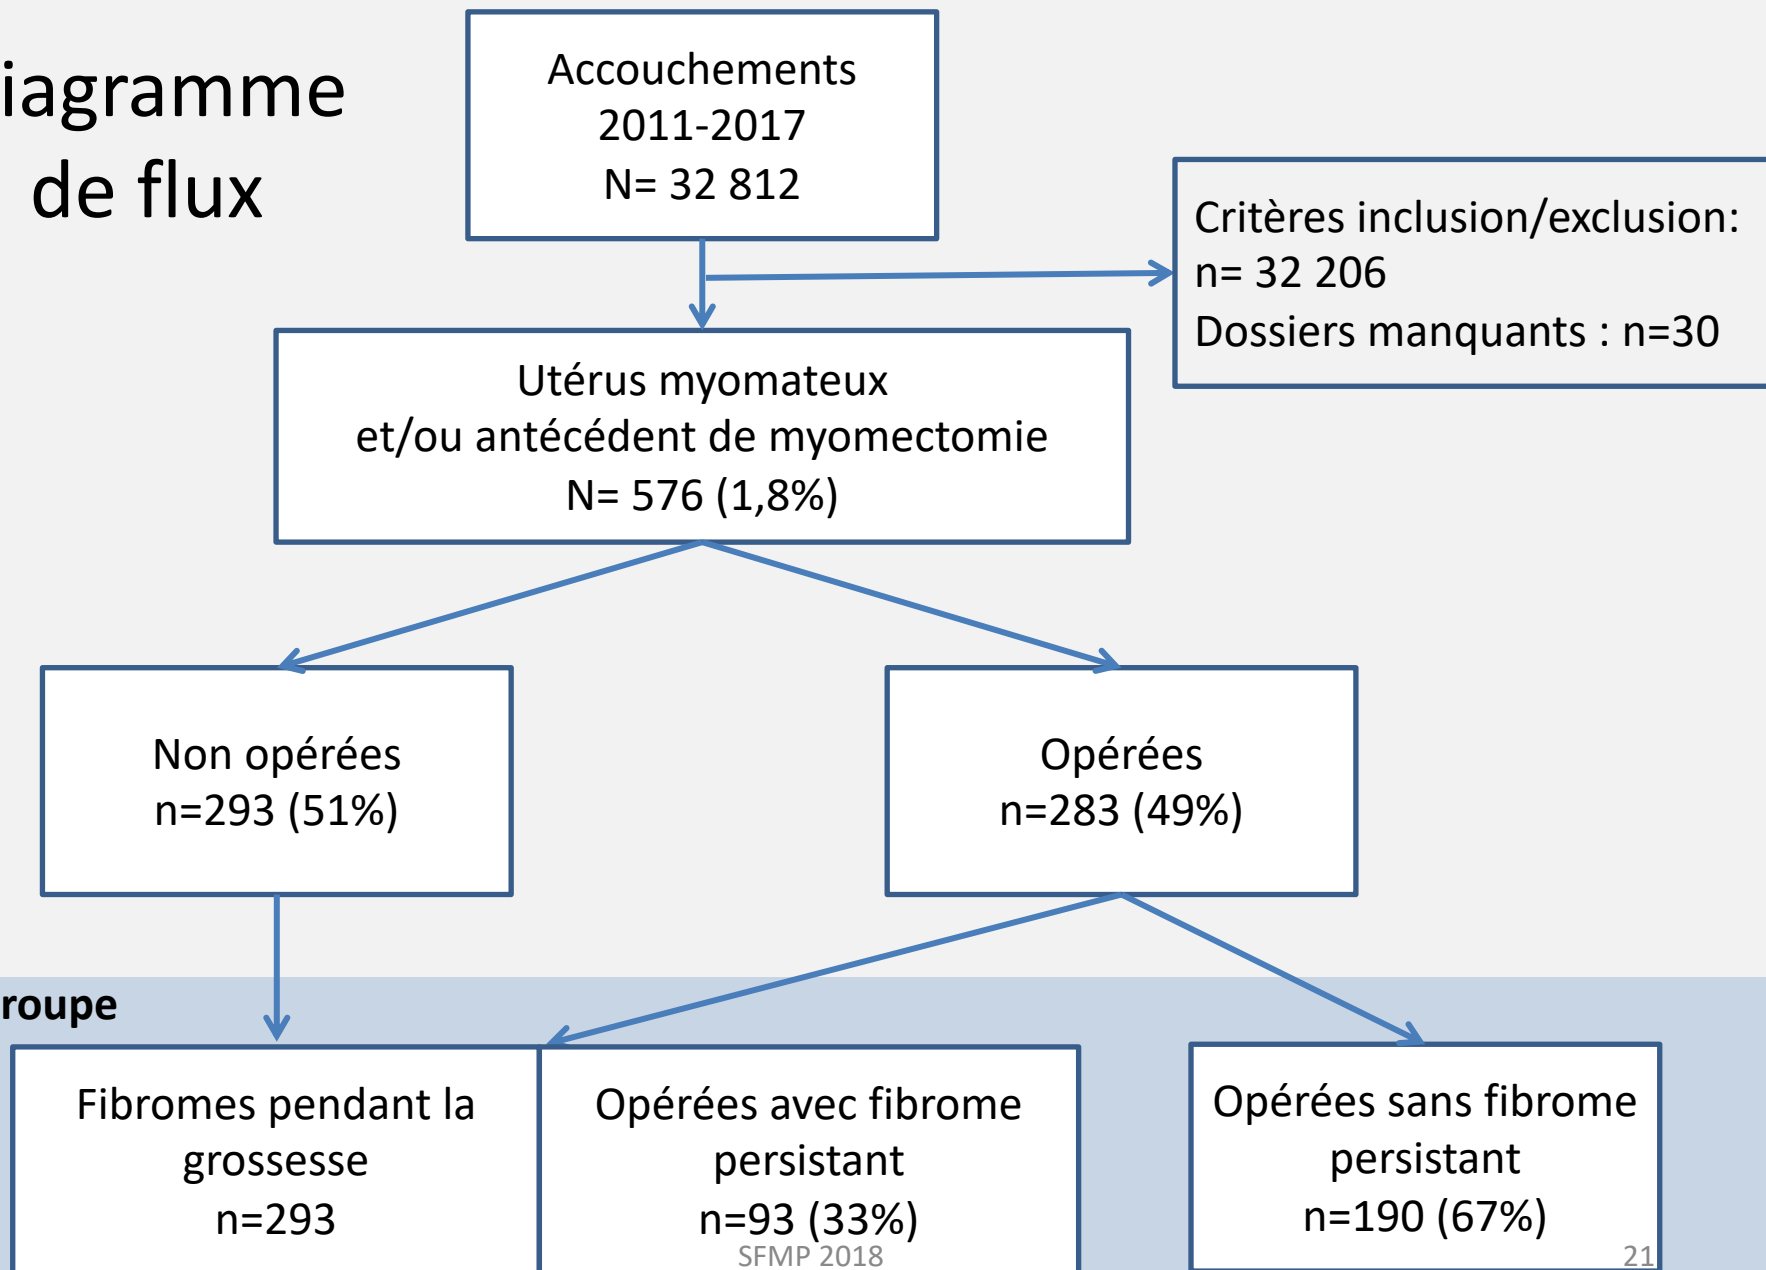 iagramme
de flux
Accouchements
2011-2017
N= 32 812
Critères inclusion/exclusion:
n= 32 206
Dossiers manquants : n=30
Utérus myomateux
et/ou antécédent de myomectomie
N= 576 (1,8%)
Non opérées
n=293 (51%)
Opérées
n=283 (49%)
roupe
Fibromes pendant la
grossesse
n=293
Opérées avec fibrome
persistant
n=93 (33%)
Opérées sans fibrome
persistant
n=190 (67%)
SFMP 2018
21